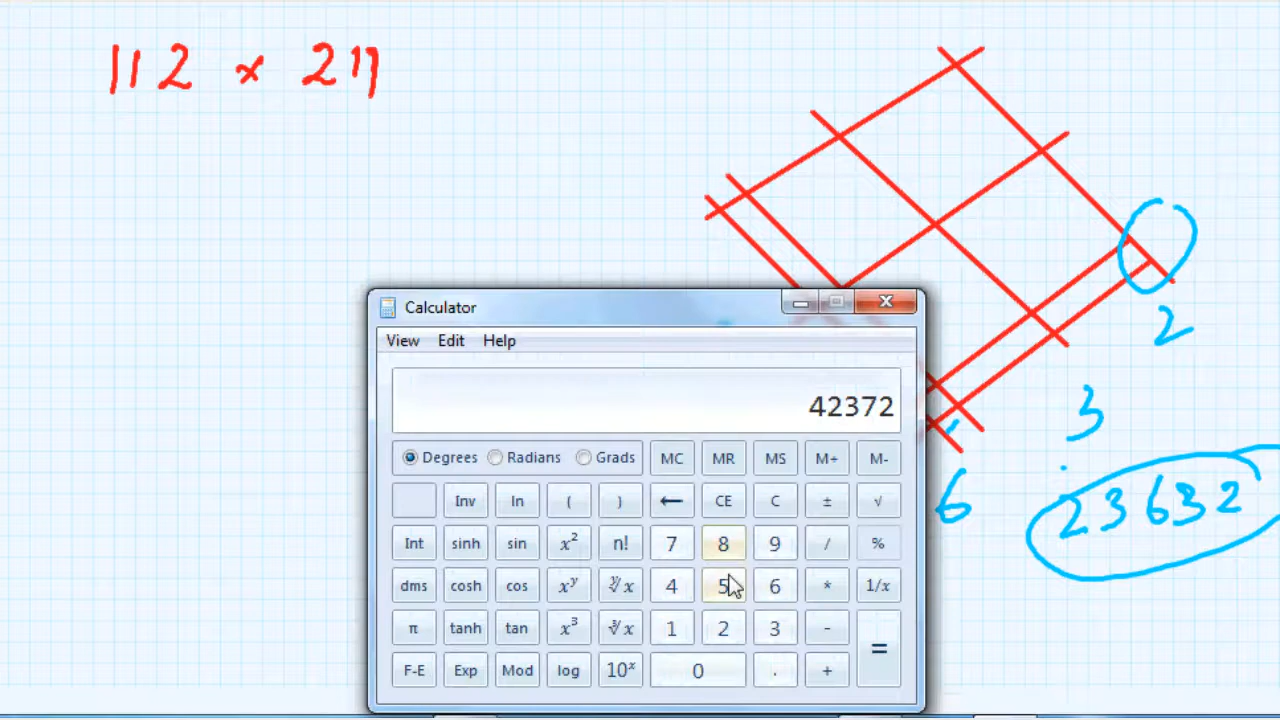 112 × 211
2
3
6
23632
Calculator
View Edit Help
42372
Degrees Radians Grads MC MR MS M+ M-
Inv ln ( ) ← CE C ± √
Int sinh sin x² n! 7 8 9 / %
dms cosh cos xʸ ʸ√x 4 5 6 * 1/x
π tanh tan x³ ³√x 1 2 3 - =
F-E Exp Mod log 10ˣ 0 . +